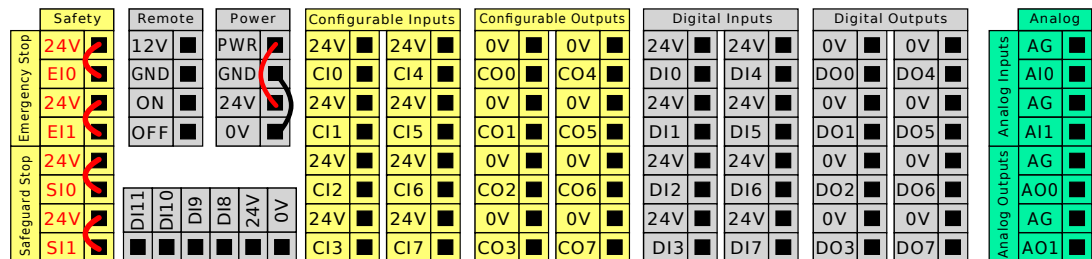 Safety
Emergency Stop
24V
EI0
24V
EI1
Safeguard Stop
24V
SI0
24V
SI1
Remote
12V
GND
ON
OFF
Power
PWR
GND
24V
0V
DI11
DI10
DI9
DI8
24V
0V
Configurable Inputs
24V 24V
CI0 CI4
24V 24V
CI1 CI5
24V 24V
CI2 CI6
24V 24V
CI3 CI7
Configurable Outputs
0V 0V
CO0 CO4
0V 0V
CO1 CO5
0V 0V
CO2 CO6
0V 0V
CO3 CO7
Digital Inputs
24V 24V
DI0 DI4
24V 24V
DI1 DI5
24V 24V
DI2 DI6
24V 24V
DI3 DI7
Digital Outputs
0V 0V
DO0 DO4
0V 0V
DO1 DO5
0V 0V
DO2 DO6
0V 0V
DO3 DO7
Analog
Analog Inputs
AG
AI0
AG
AI1
Analog Outputs
AG
AO0
AG
AO1